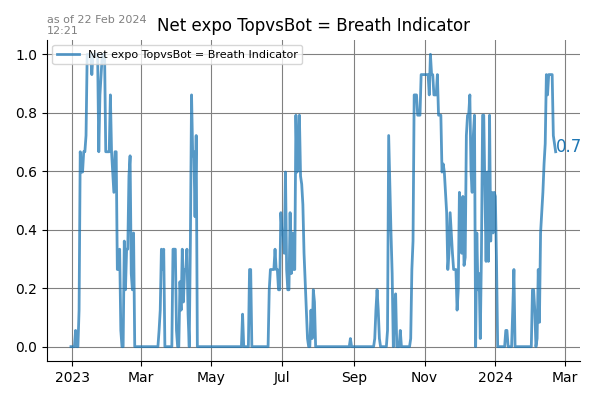 as of 22 Feb 2024
12:21
Net expo TopvsBot = Breath Indicator
Net expo TopvsBot = Breath Indicator
1.0
0.8
0.6
0.4
0.2
0.0
0.7
2023 Mar May Jul Sep Nov 2024 Mar